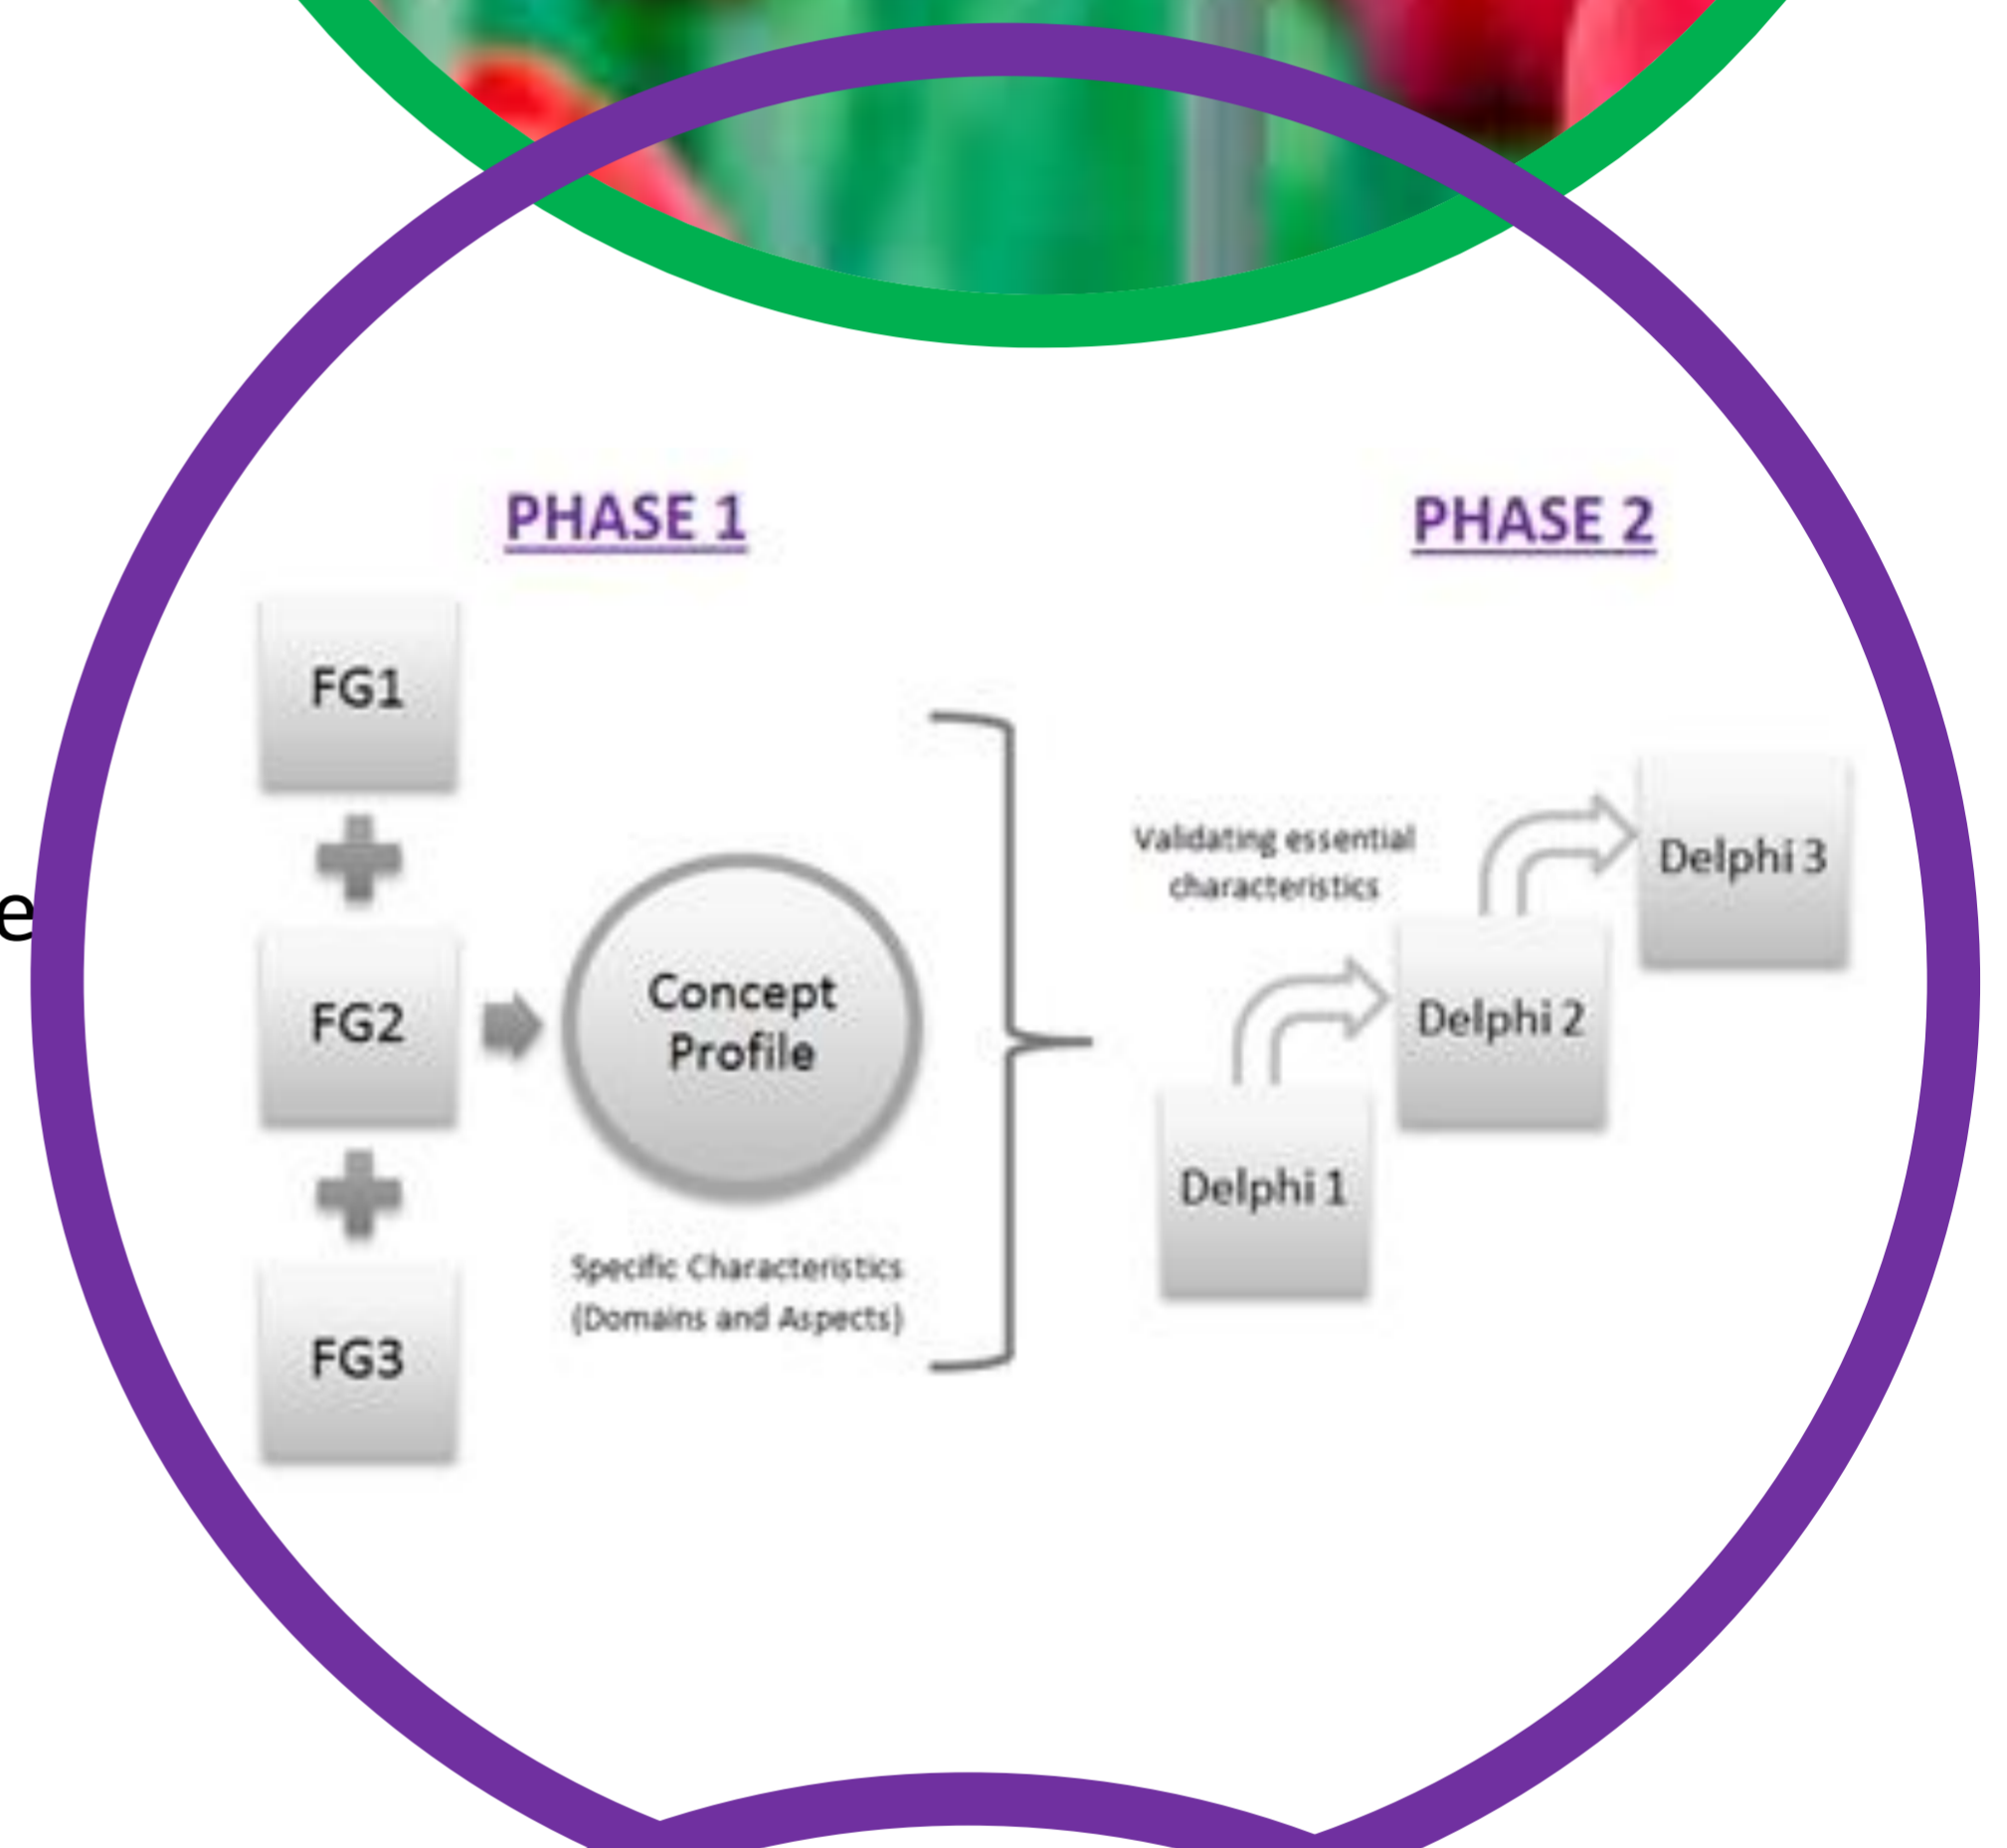 PHASE 1
FG1
FG2
FG3
Concept
Profile
Specific Characteristics
(Domains and Aspects)
PHASE 2
Validating essential
characteristics
Delphi 1
Delphi 2
Delphi 3
e